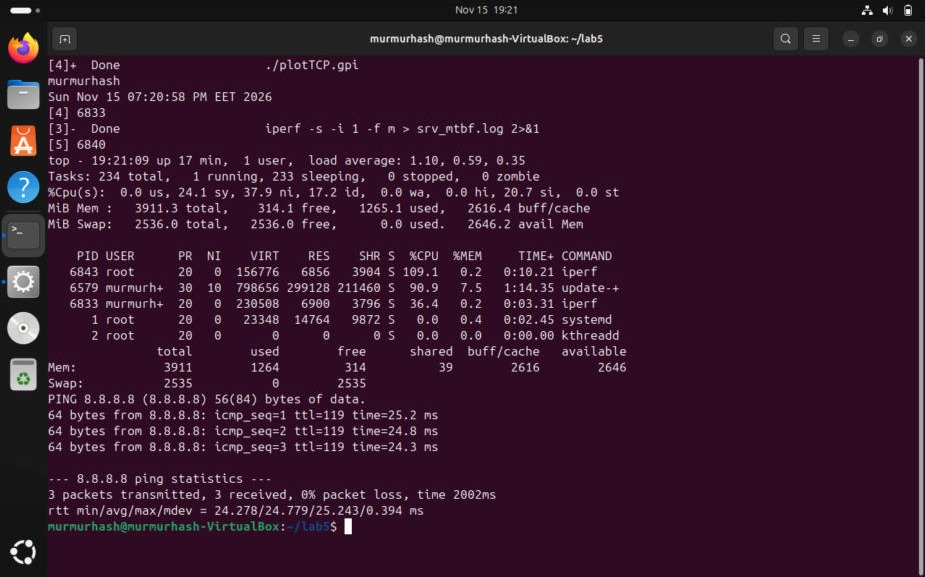 Nov 15 19:21
murmurhash@murmurhash-VirtualBox: ~/lab5
[4]+  Done                    ./plotTCP.gpi
murmurhash
Sun Nov 15 07:20:58 PM EET 2026
[4] 6833
[3]-  Done                    iperf -s -i 1 -f m > srv_mtbf.log 2>&1
[5] 6840
top - 19:21:09 up 17 min,  1 user,  load average: 1.10, 0.59, 0.35
Tasks: 234 total,   1 running, 233 sleeping,   0 stopped,   0 zombie
%Cpu(s):  0.0 us, 24.1 sy, 37.9 ni, 17.2 id,  0.0 wa,  0.0 hi, 20.7 si,  0.0 st
MiB Mem :   3911.3 total,    314.1 free,   1265.1 used,   2616.4 buff/cache
MiB Swap:   2536.0 total,   2536.0 free,      0.0 used.   2646.2 avail Mem
PID USER      PR  NI    VIRT    RES    SHR S  %CPU  %MEM     TIME+ COMMAND
6843 root      20   0  156776   6856   3904 S 109.1   0.2   0:10.21 iperf
6579 murmurh+  30  10  798656 299128 211460 S  90.9   7.5   1:14.35 update-+
6833 murmurh+  20   0  230508   6900   3796 S  36.4   0.2   0:03.31 iperf
1 root      20   0   23348  14764   9872 S   0.0   0.4   0:02.45 systemd
2 root      20   0       0      0      0 S   0.0   0.0   0:00.00 kthreadd
total        used        free      shared  buff/cache   available
Mem:            3911        1264         314          39        2616        2646
Swap:           2535           0        2535
PING 8.8.8.8 (8.8.8.8) 56(84) bytes of data.
64 bytes from 8.8.8.8: icmp_seq=1 ttl=119 time=25.2 ms
64 bytes from 8.8.8.8: icmp_seq=2 ttl=119 time=24.8 ms
64 bytes from 8.8.8.8: icmp_seq=3 ttl=119 time=24.3 ms
--- 8.8.8.8 ping statistics ---
3 packets transmitted, 3 received, 0% packet loss, time 2002ms
rtt min/avg/max/mdev = 24.278/24.779/25.243/0.394 ms
murmurhash@murmurhash-VirtualBox:~/lab5$